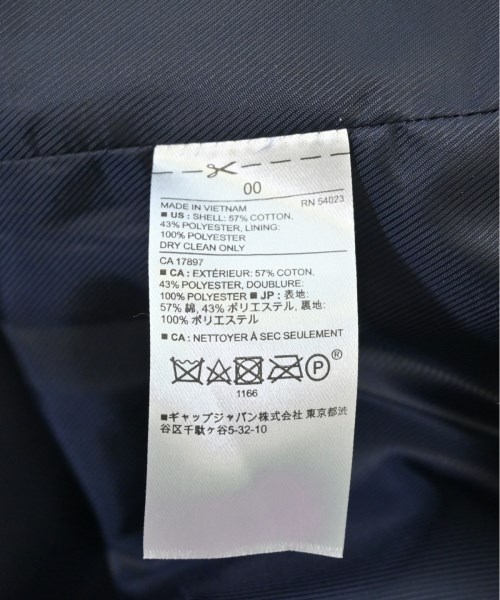 00
MADE IN VIETNAM RN 54023
■ US : SHELL: 57% COTTON,
43% POLYESTER, LINING:
100% POLYESTER
DRY CLEAN ONLY
CA 17897
■ CA : EXTÉRIEUR: 57% COTON,
43% POLYESTER, DOUBLURE:
100% POLYESTER ■ JP : 表地:
57% 綿, 43% ポリエステル, 裏地:
100% ポリエステル
■ CA : NETTOYER À SEC SEULEMENT
P ®
1166
■ギャップジャパン株式会社 東京都渋
谷区千駄ヶ谷5-32-10